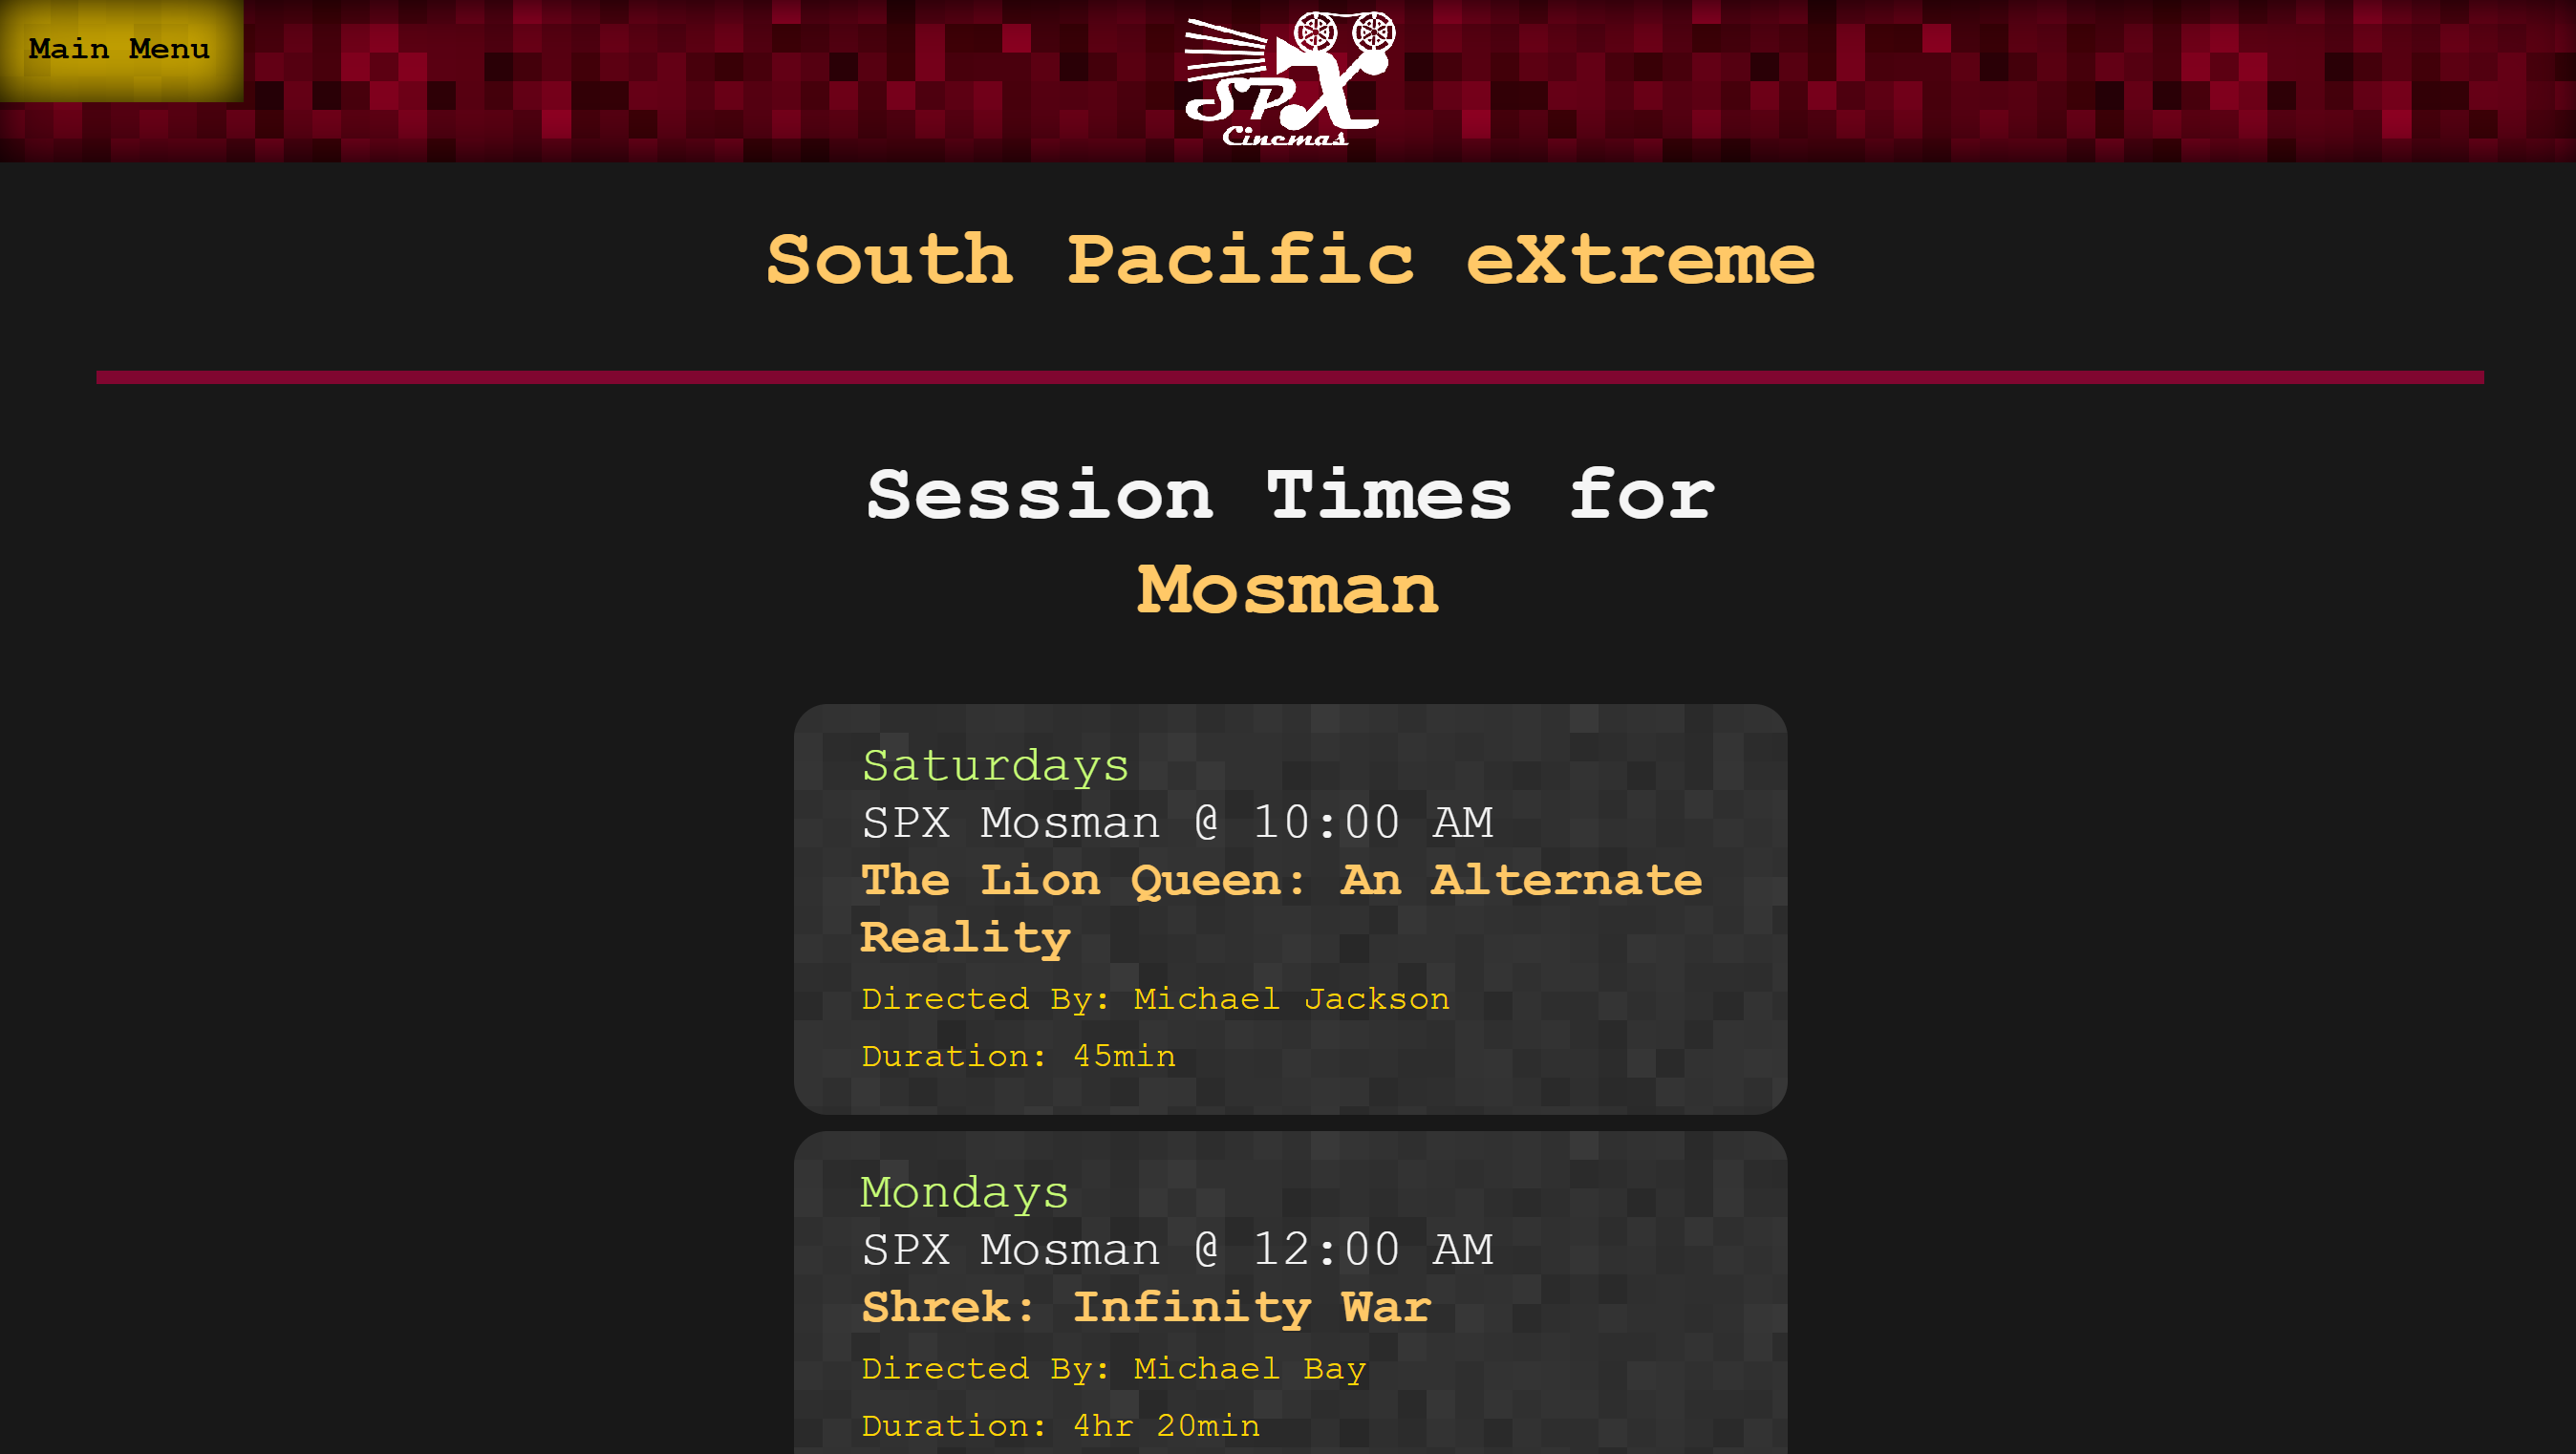 Main Menu
SPX
Cinemas
South Pacific eXtreme
Session Times for
Mosman
Saturdays
SPX Mosman @ 10:00 AM
The Lion Queen: An Alternate
Reality
Directed By: Michael Jackson
Duration: 45min
Mondays
SPX Mosman @ 12:00 AM
Shrek: Infinity War
Directed By: Michael Bay
Duration: 4hr 20min